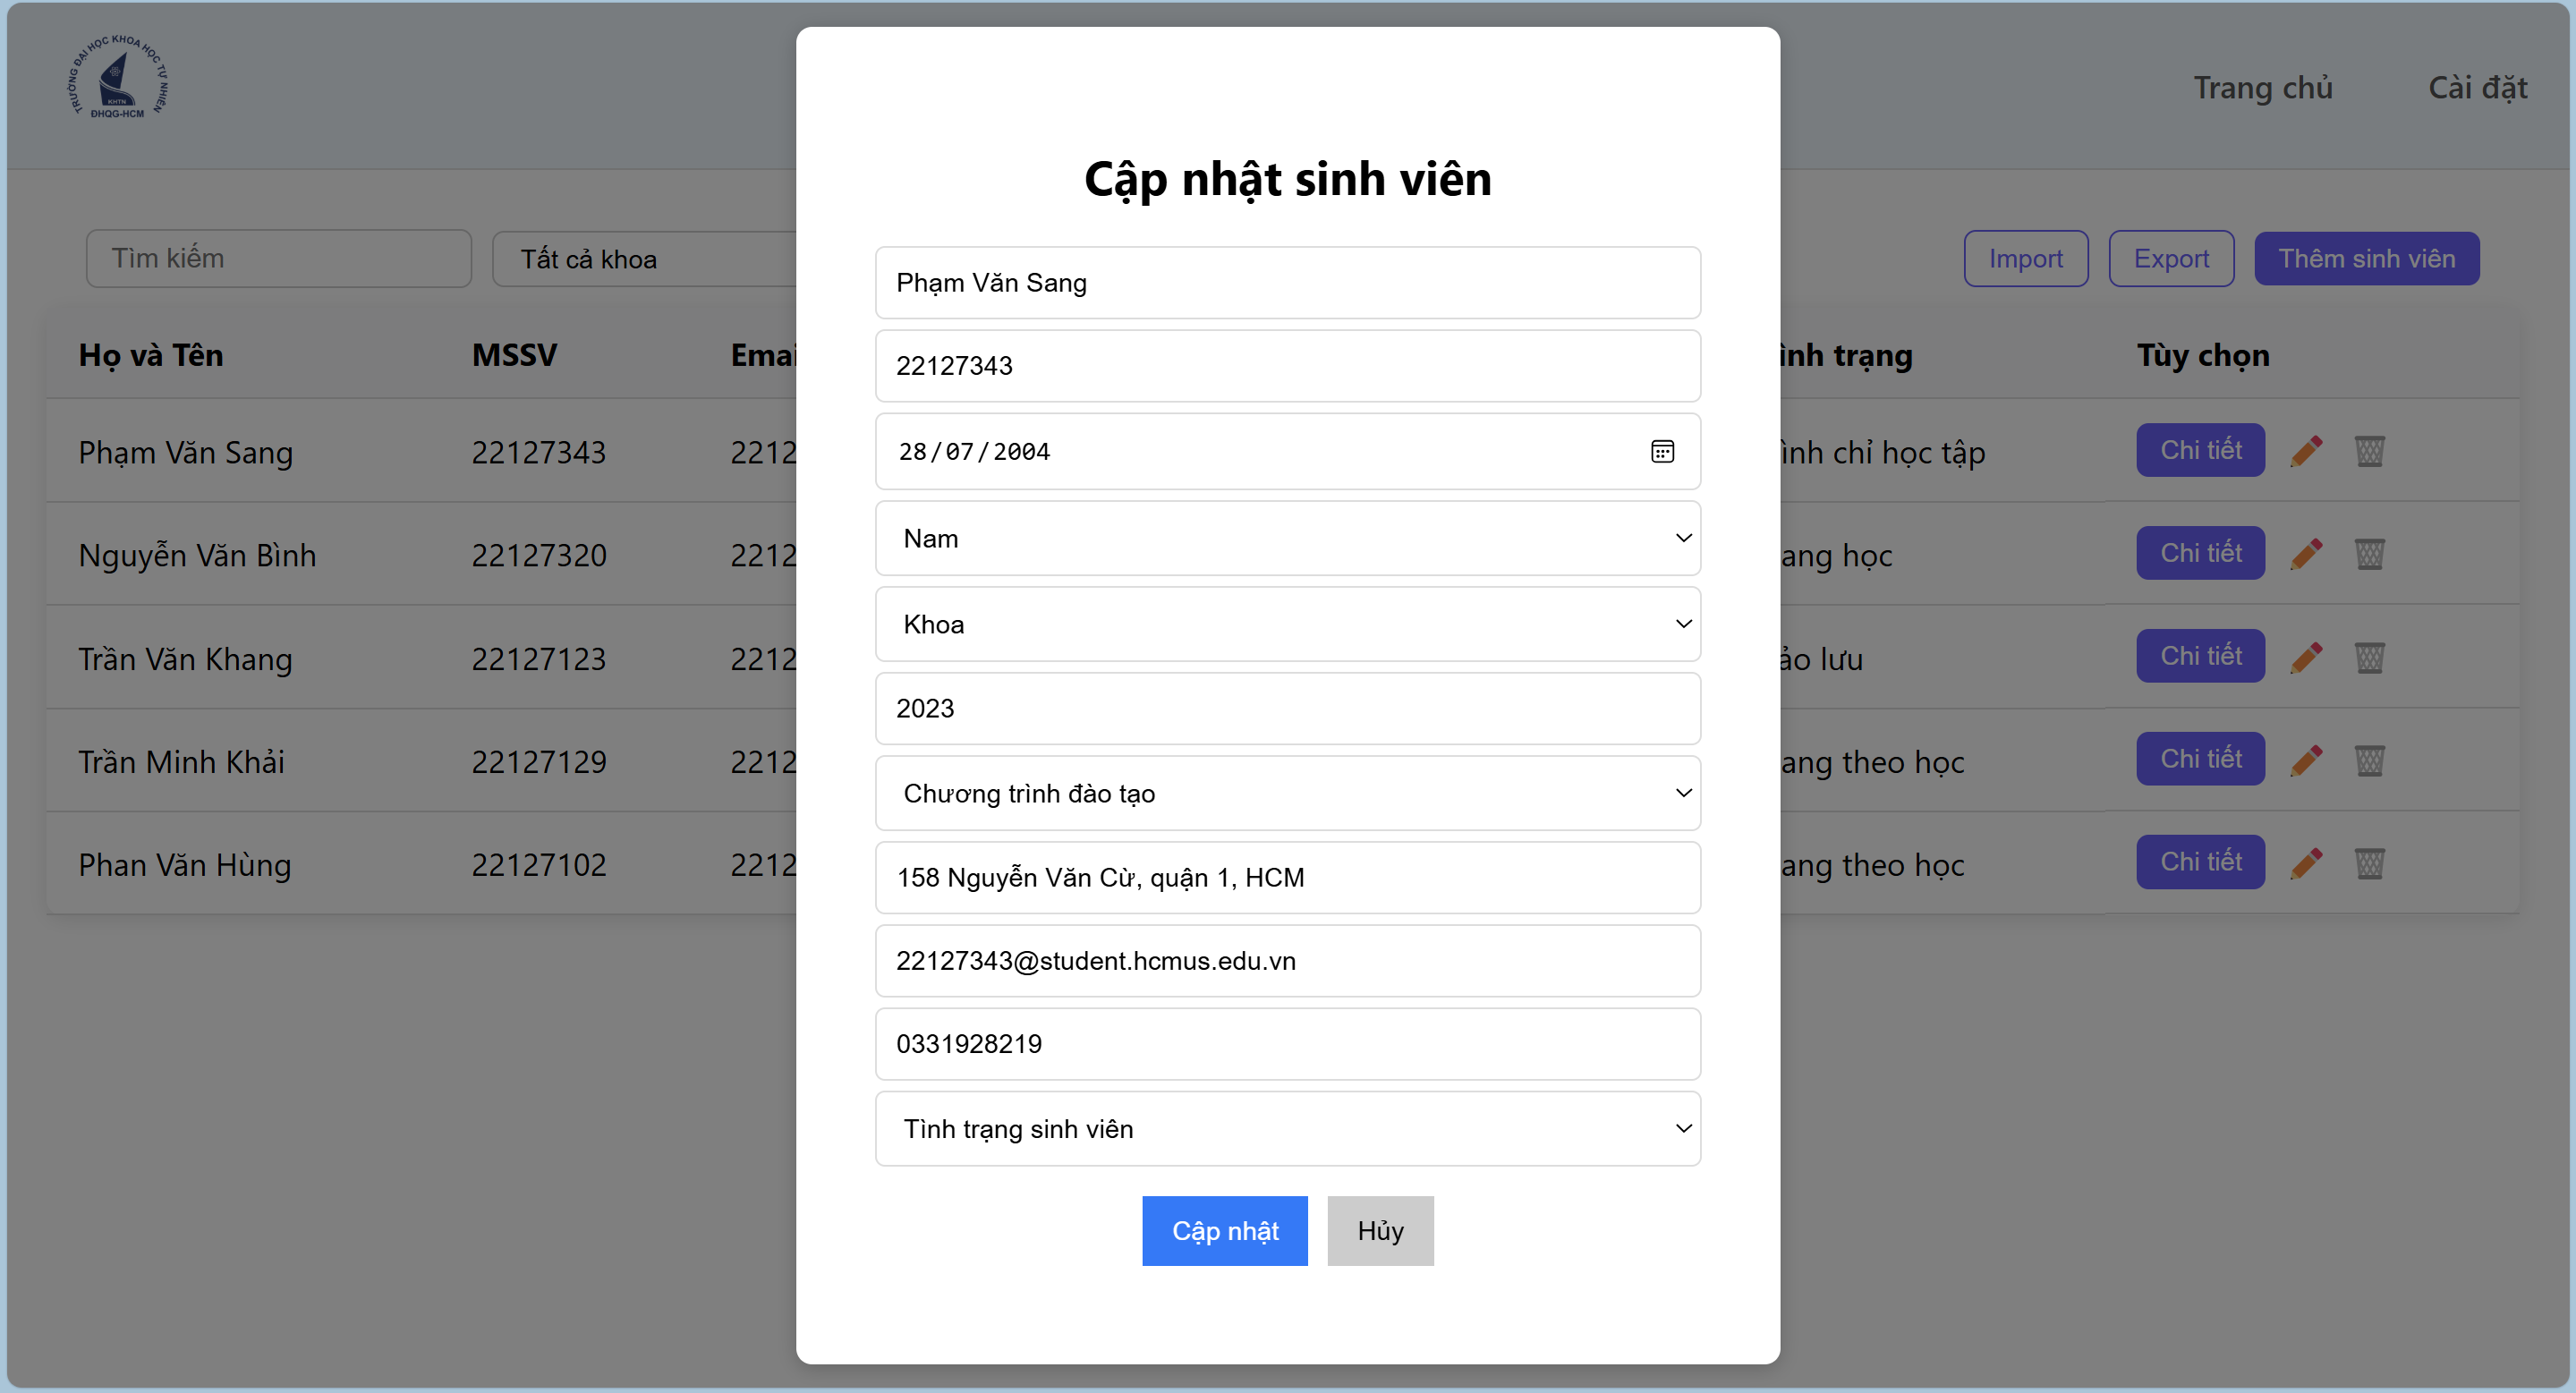 TRƯỜNG ĐẠI HỌC KHOA HỌC TỰ NHIÊN
KHTN
ĐHQG-HCM
Trang chủ
Cài đặt
Tìm kiếm
Tất cả khoa
Import
Export
Thêm sinh viên
Họ và Tên
MSSV
Emai
ình trạng
Tùy chọn
Phạm Văn Sang
22127343
2212
ình chỉ học tập
Chi tiết
Nguyễn Văn Bình
22127320
2212
ang học
Chi tiết
Trần Văn Khang
22127123
2212
ảo lưu
Chi tiết
Trần Minh Khải
22127129
2212
ang theo học
Chi tiết
Phan Văn Hùng
22127102
2212
ang theo học
Chi tiết
Cập nhật sinh viên
Phạm Văn Sang
22127343
28/07/2004
Nam
Khoa
2023
Chương trình đào tạo
158 Nguyễn Văn Cừ, quận 1, HCM
22127343@student.hcmus.edu.vn
0331928219
Tình trạng sinh viên
Cập nhật
Hủy